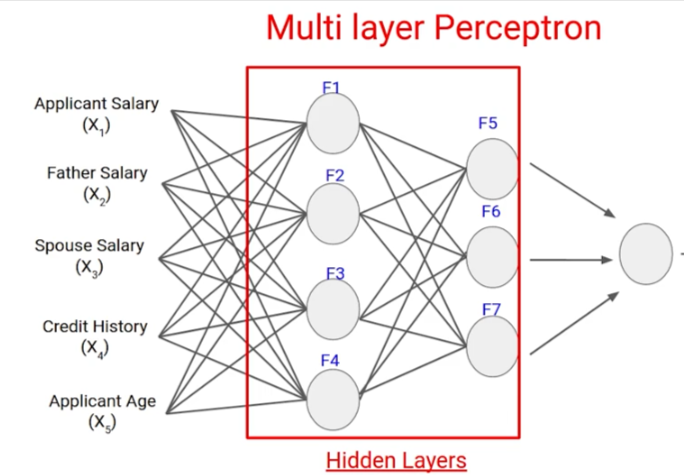 Multi layer Perceptron
Applicant Salary
(X₁)
Father Salary
(X₂)
Spouse Salary
(X₃)
Credit History
(X₄)
Applicant Age
(X₅)
F1
F2
F3
F4
F5
F6
F7
Hidden Layers